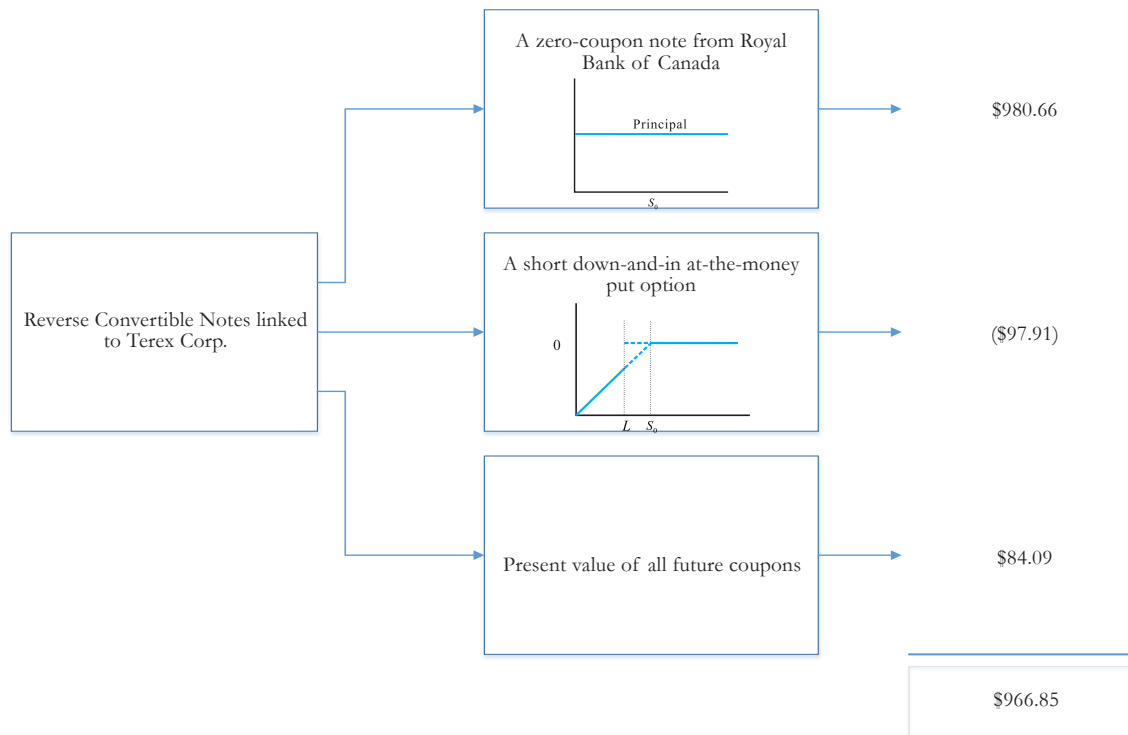 A zero-coupon note from Royal
Bank of Canada
Principal
S₀
$980.66
Reverse Convertible Notes linked
to Terex Corp.
A short down-and-in at-the-money
put option
0
L
S₀
($97.91)
Present value of all future coupons
$84.09
$966.85